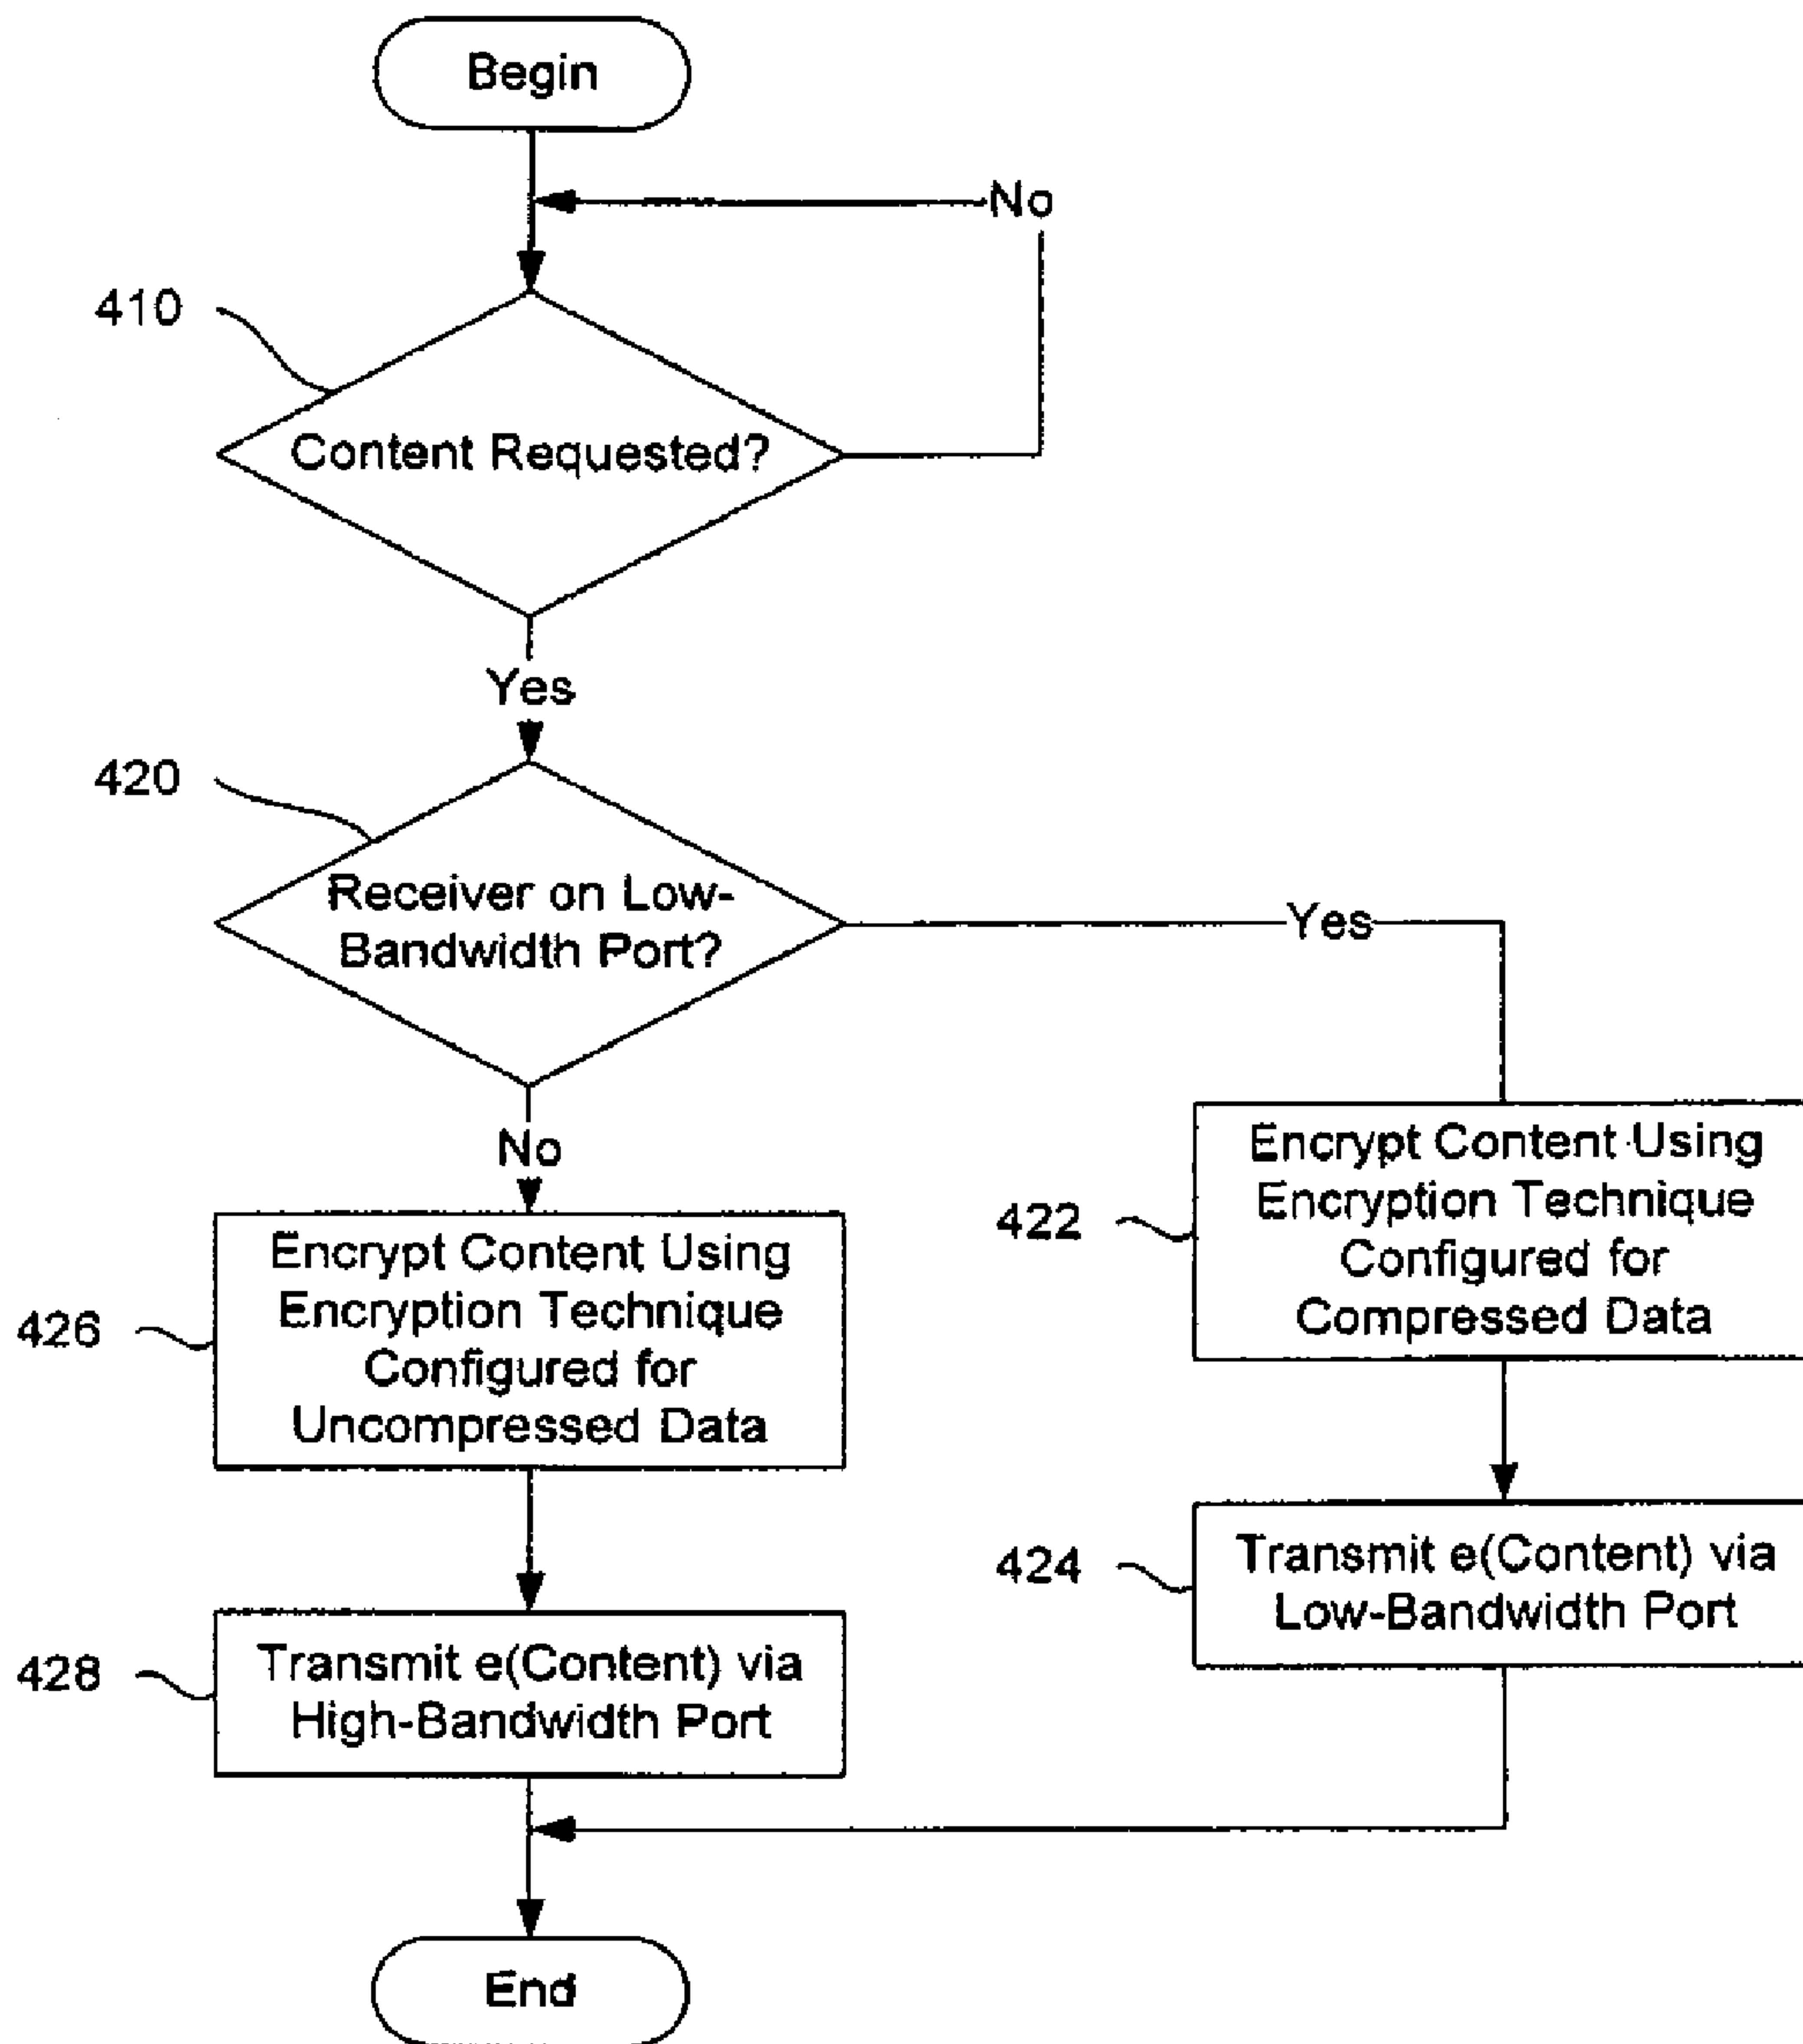 Begin
No
410
Content Requested?
Yes
420
Receiver on Low-
Bandwidth Port?
Yes
No
Encrypt Content Using
Encryption Technique
Configured for
Compressed Data
422
Encrypt Content Using
Encryption Technique
Configured for
Uncompressed Data
426
Transmit e(Content) via
Low-Bandwidth Port
424
Transmit e(Content) via
High-Bandwidth Port
428
End